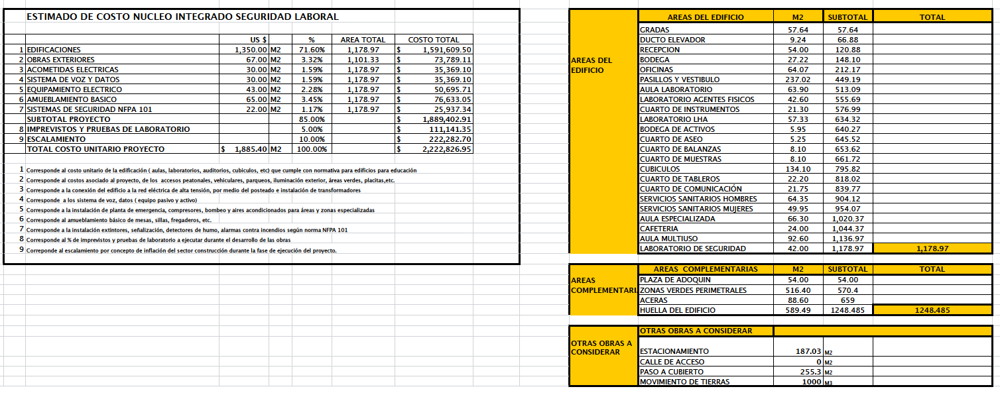 ESTIMADO DE COSTO NUCLEO INTEGRADO SEGURIDAD LABORAL
US $ % AREA TOTAL COSTO TOTAL
1 EDIFICACIONES 1,350.00 M2 71.60% 1,178.97 $ 1,591,609.50
2 OBRAS EXTERIORES 67.00 M2 3.32% 1,101.33 $ 73,789.11
3 ACOMETIDAS ELECTRICAS 30.00 M2 1.59% 1,178.97 $ 35,369.10
4 SISTEMA DE VOZ Y DATOS 30.00 M2 1.59% 1,178.97 $ 35,369.10
5 EQUIPAMIENTO ELECTRICO 43.00 M2 2.28% 1,178.97 $ 50,695.71
6 AMUEBLAMIENTO BASICO 65.00 M2 3.45% 1,178.97 $ 76,633.05
7 SISTEMAS DE SEGURIDAD NFPA 101 22.00 M2 1.17% 1,178.97 $ 25,937.34
SUBTOTAL PROYECTO 85.00% $ 1,889,402.91
8 IMPREVISTOS Y PRUEBAS DE LABORATORIO 5.00% $ 111,141.35
9 ESCALAMIENTO 10.00% $ 222,282.70
TOTAL COSTO UNITARIO PROYECTO $ 1,885.40 M2 100.00% $ 2,222,826.95
1 Corresponde al costo unitario de la edificación ( aulas, laboratorios, auditorios, cubiculos, etc) que cumple con normativa para edificios para educación
2 Corresponde al costos asociado al proyecto, de los accesos peatonales, vehiculares, parqueos, iluminación exterior, áreas verdes, placitas,etc.
3 Corresponde a la conexión del edificio a la red eléctrica de alta tensión, por medio del posteado e instalación de transformadores
4 Corresponde a los sistema de voz, datos ( equipo pasivo y activo)
5 Corresponde a la instalación de planta de emergencia, compresores, bombeo y aires acondicionados para áreas y zonas especializadas
6 Corresponde al amueblamiento básico de mesas, sillas, fregaderos, etc.
7 Corresponde a la instalación extintores, señalización, detectores de humo, alarmas contra incendios según norma NFPA 101
8 Corresponde al % de imprevistos y pruebas de laboratorio a ejecutar durante el desarrollo de las obras
9 Correponde al escalamiento por concepto de inflación del sector construcción durante la fase de ejecución del proyecto.
AREAS DEL EDIFICIO
AREAS DEL EDIFICIO M2 SUBTOTAL TOTAL
GRADAS 57.64 57.64
DUCTO ELEVADOR 9.24 66.88
RECEPCION 54.00 120.88
BODEGA 27.22 148.10
OFICINAS 64.07 212.17
PASILLOS Y VESTIBULO 237.02 449.19
AULA LABORATORIO 63.90 513.09
LABORATORIO AGENTES FISICOS 42.60 555.69
CUARTO DE INSTRUMENTOS 21.30 576.99
LABORATORIO LHA 57.33 634.32
BODEGA DE ACTIVOS 5.95 640.27
CUARTO DE ASEO 5.25 645.52
CUARTO DE BALANZAS 8.10 653.62
CUARTO DE MUESTRAS 8.10 661.72
CUBICULOS 134.10 795.82
CUARTO DE TABLEROS 22.20 818.02
CUARTO DE COMUNICACIÓN 21.75 839.77
SERVICIOS SANITARIOS HOMBRES 64.35 904.12
SERVICIOS SANITARIOS MUJERES 49.95 954.07
AULA ESPECIALIZADA 66.30 1,020.37
CAFETERIA 24.00 1,044.37
AULA MULTIUSO 92.60 1,136.97
LABORATORIO DE SEGURIDAD 42.00 1,178.97 1,178.97
AREAS COMPLEMENTARI
AREAS COMPLEMENTARIAS M2 SUBTOTAL TOTAL
PLAZA DE ADOQUIN 54.00 54.00
ZONAS VERDES PERIMETRALES 516.40 570.4
ACERAS 88.60 659
HUELLA DEL EDIFICIO 589.49 1248.485 1248.485
OTRAS OBRAS A CONSIDERAR
OTRAS OBRAS A CONSIDERAR
ESTACIONAMIENTO 187.03 M2
CALLE DE ACCESO 0 M2
PASO A CUBIERTO 255.3 M2
MOVIMIENTO DE TIERRAS 1000 M3